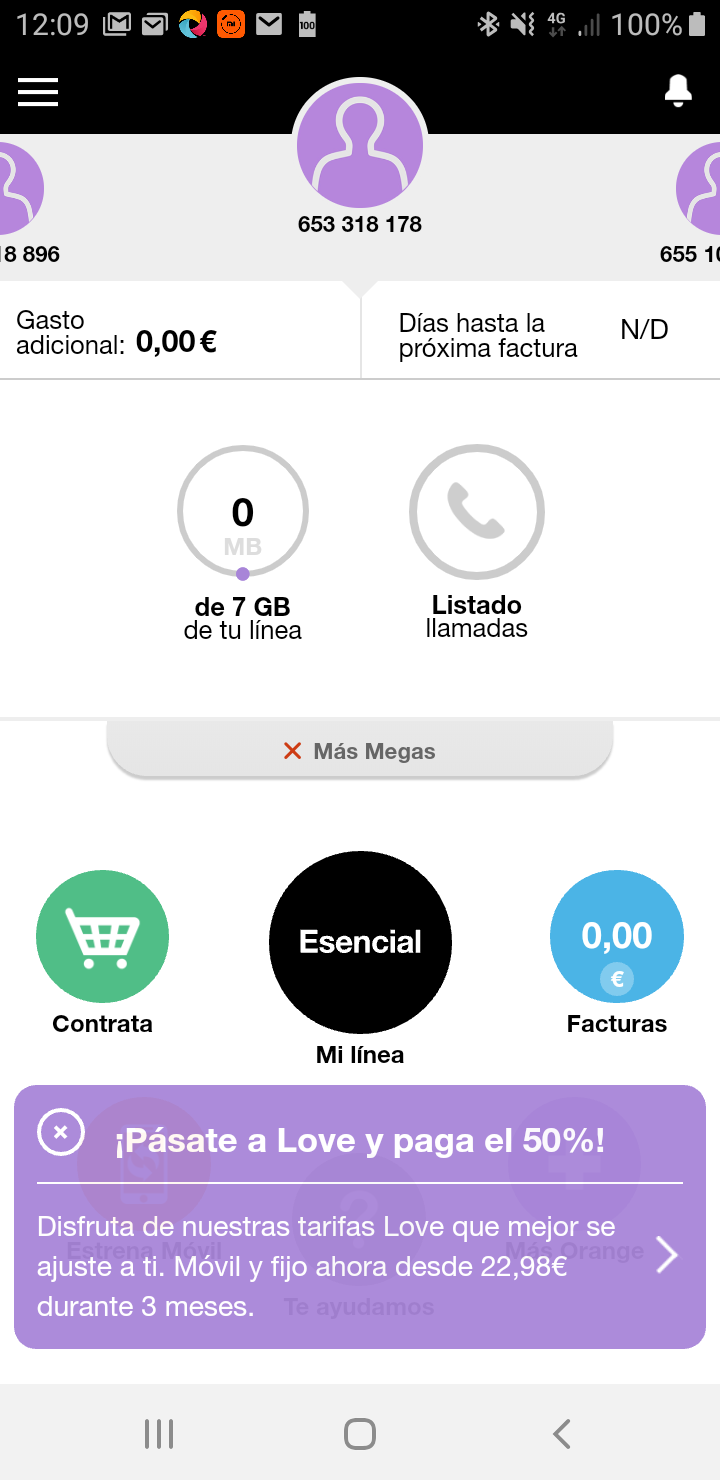 12:09 100 4G 100%
653 318 178
18 896
655 10
Gasto
adicional: 0,00 €
Días hasta la
próxima factura
N/D
0
MB
de 7 GB
de tu línea
Listado
llamadas
Más Megas
Esencial
0,00
€
Contrata
Mi línea
Facturas
¡Pásate a Love y paga el 50%!
Disfruta de nuestras tarifas Love que mejor se
ajuste a ti. Móvil y fijo ahora desde 22,98€
durante 3 meses.
Estrena Móvil
Más Orange
Te ayudamos